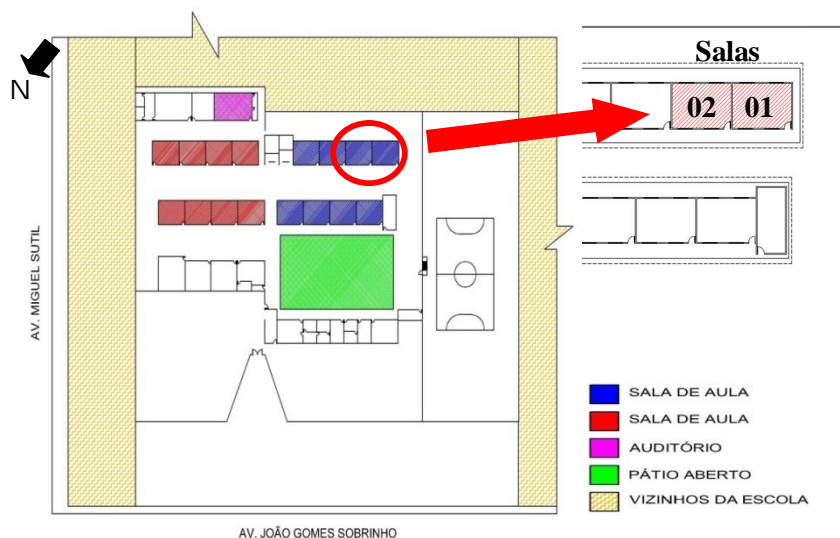 N
Salas
02 01
AV. MIGUEL SUTIL
SALA DE AULA
SALA DE AULA
AUDITÓRIO
PÁTIO ABERTO
VIZINHOS DA ESCOLA
AV. JOÃO GOMES SOBRINHO